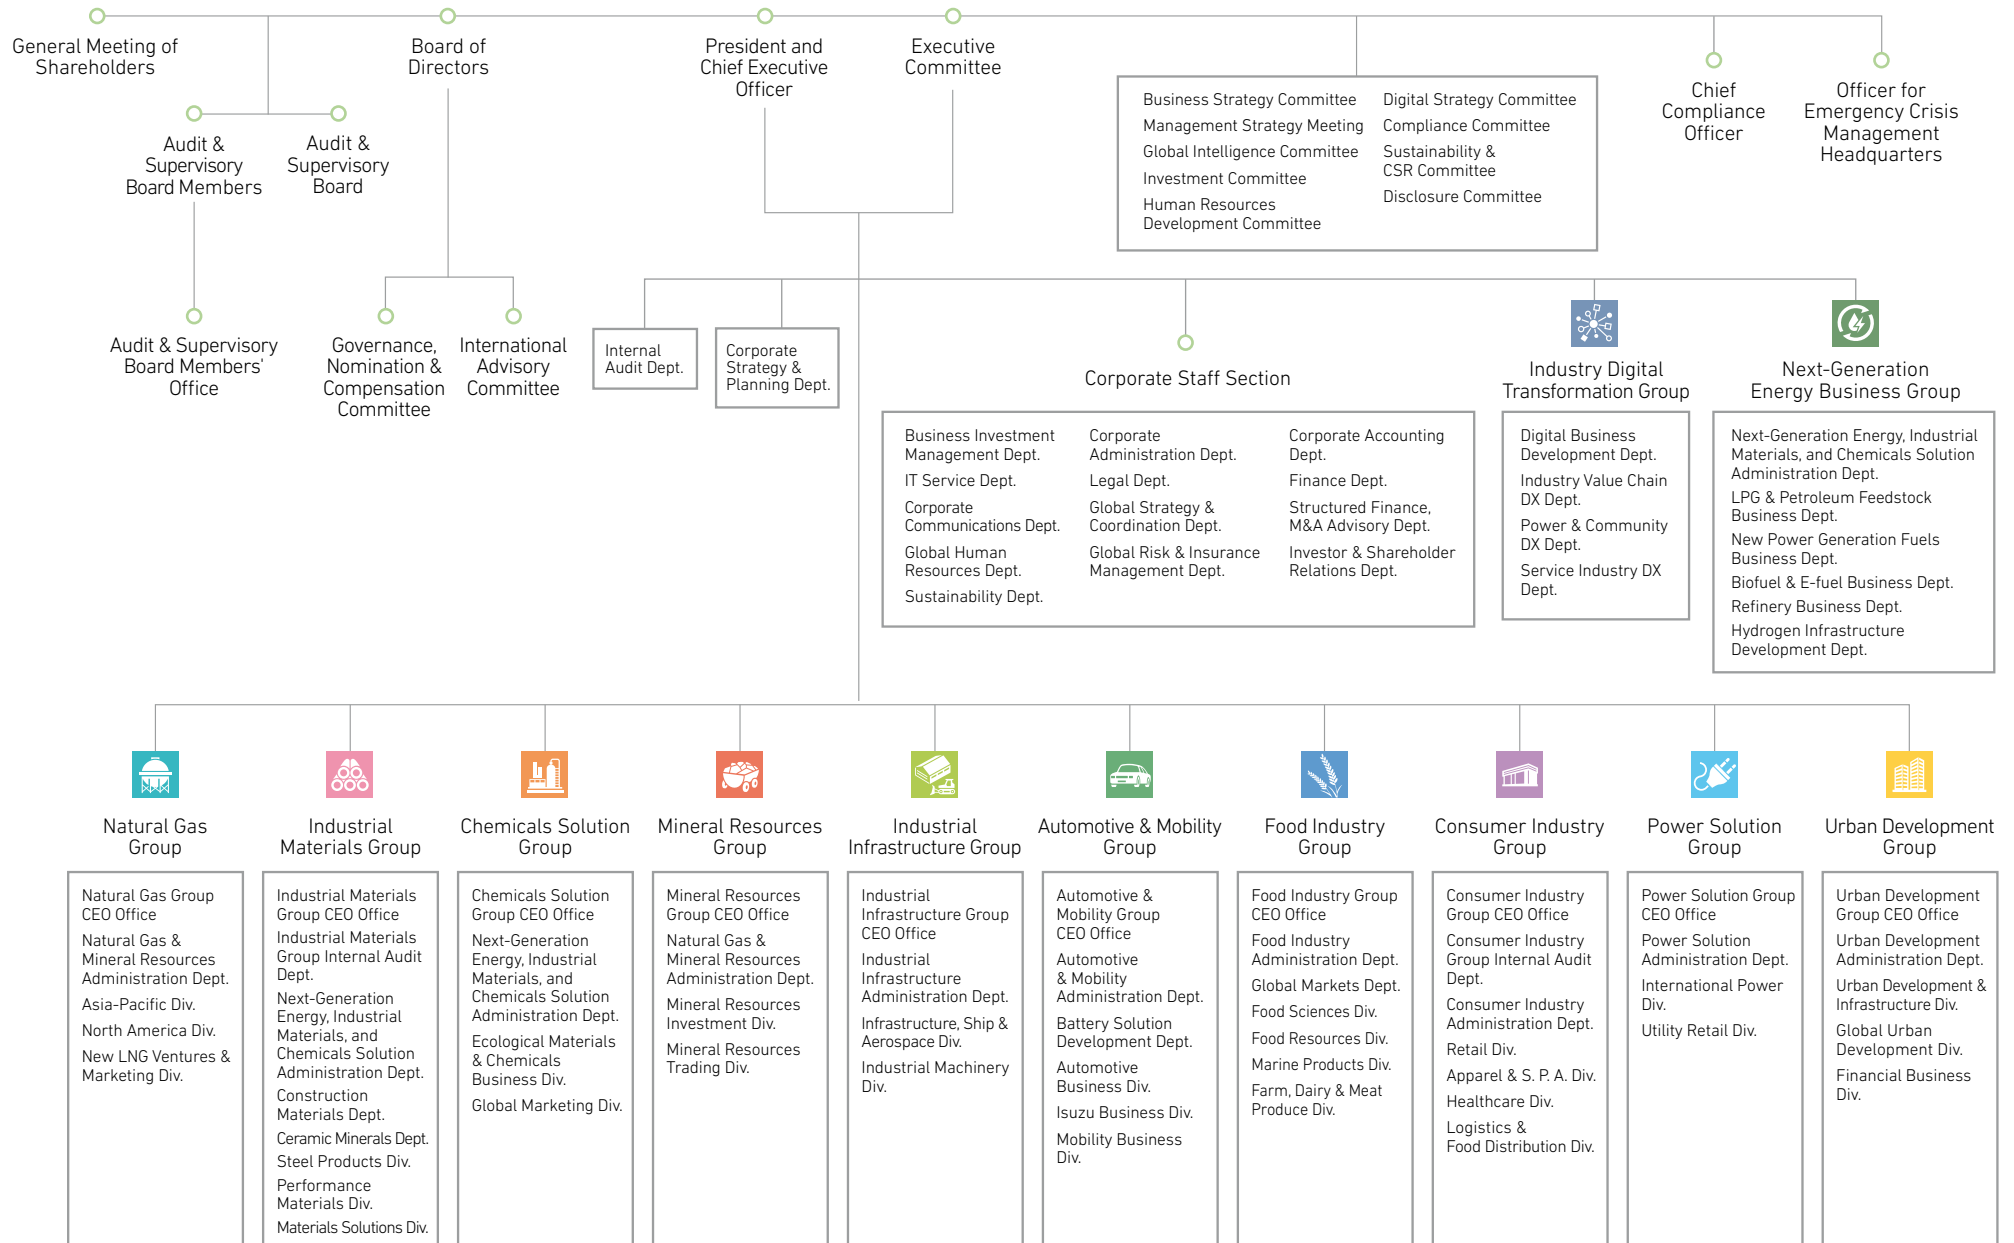 General Meeting of
Shareholders
Board of
Directors
President and
Chief Executive
Officer
Executive
Committee
Audit &
Supervisory
Board Members
Audit &
Supervisory
Board
Business Strategy Committee
Management Strategy Meeting
Global Intelligence Committee
Investment Committee
Human Resources
Development Committee
Digital Strategy Committee
Compliance Committee
Sustainability &
CSR Committee
Disclosure Committee
Chief
Compliance
Officer
Officer for
Emergency Crisis
Management
Headquarters
Audit & Supervisory
Board Members'
Office
Governance,
Nomination &
Compensation
Committee
International
Advisory
Committee
Internal
Audit Dept.
Corporate
Strategy &
Planning Dept.
Corporate Staff Section
Business Investment
Management Dept.
IT Service Dept.
Corporate
Communications Dept.
Global Human
Resources Dept.
Sustainability Dept.
Corporate
Administration Dept.
Legal Dept.
Global Strategy &
Coordination Dept.
Global Risk & Insurance
Management Dept.
Corporate Accounting
Dept.
Finance Dept.
Structured Finance,
M&A Advisory Dept.
Investor & Shareholder
Relations Dept.
Industry Digital
Transformation Group
Digital Business
Development Dept.
Industry Value Chain
DX Dept.
Power & Community
DX Dept.
Service Industry DX
Dept.
Next-Generation
Energy Business Group
Next-Generation Energy, Industrial
Materials, and Chemicals Solution
Administration Dept.
LPG & Petroleum Feedstock
Business Dept.
New Power Generation Fuels
Business Dept.
Biofuel & E-fuel Business Dept.
Refinery Business Dept.
Hydrogen Infrastructure
Development Dept.
Natural Gas
Group
Natural Gas Group
CEO Office
Natural Gas &
Mineral Resources
Administration Dept.
Asia-Pacific Div.
North America Div.
New LNG Ventures &
Marketing Div.
Industrial
Materials Group
Industrial Materials
Group CEO Office
Industrial Materials
Group Internal Audit
Dept.
Next-Generation
Energy, Industrial
Materials, and
Chemicals Solution
Administration Dept.
Construction
Materials Dept.
Ceramic Minerals Dept.
Steel Products Div.
Performance
Materials Div.
Materials Solutions Div.
Chemicals Solution
Group
Chemicals Solution
Group CEO Office
Next-Generation
Energy, Industrial
Materials, and
Chemicals Solution
Administration Dept.
Ecological Materials
& Chemicals
Business Div.
Global Marketing Div.
Mineral Resources
Group
Mineral Resources
Group CEO Office
Natural Gas &
Mineral Resources
Administration Dept.
Mineral Resources
Investment Div.
Mineral Resources
Trading Div.
Industrial
Infrastructure Group
Industrial
Infrastructure Group
CEO Office
Industrial
Infrastructure
Administration Dept.
Infrastructure, Ship &
Aerospace Div.
Industrial Machinery
Div.
Automotive & Mobility
Group
Automotive &
Mobility Group
CEO Office
Automotive
& Mobility
Administration Dept.
Battery Solution
Development Dept.
Automotive
Business Div.
Isuzu Business Div.
Mobility Business
Div.
Food Industry
Group
Food Industry Group
CEO Office
Food Industry
Administration Dept.
Global Markets Dept.
Food Sciences Div.
Food Resources Div.
Marine Products Div.
Farm, Dairy & Meat
Produce Div.
Consumer Industry
Group
Consumer Industry
Group CEO Office
Consumer Industry
Group Internal Audit
Dept.
Consumer Industry
Administration Dept.
Retail Div.
Apparel & S. P. A. Div.
Healthcare Div.
Logistics &
Food Distribution Div.
Power Solution
Group
Power Solution Group
CEO Office
Power Solution
Administration Dept.
International Power
Div.
Utility Retail Div.
Urban Development
Group
Urban Development
Group CEO Office
Urban Development
Administration Dept.
Urban Development &
Infrastructure Div.
Global Urban
Development Div.
Financial Business
Div.